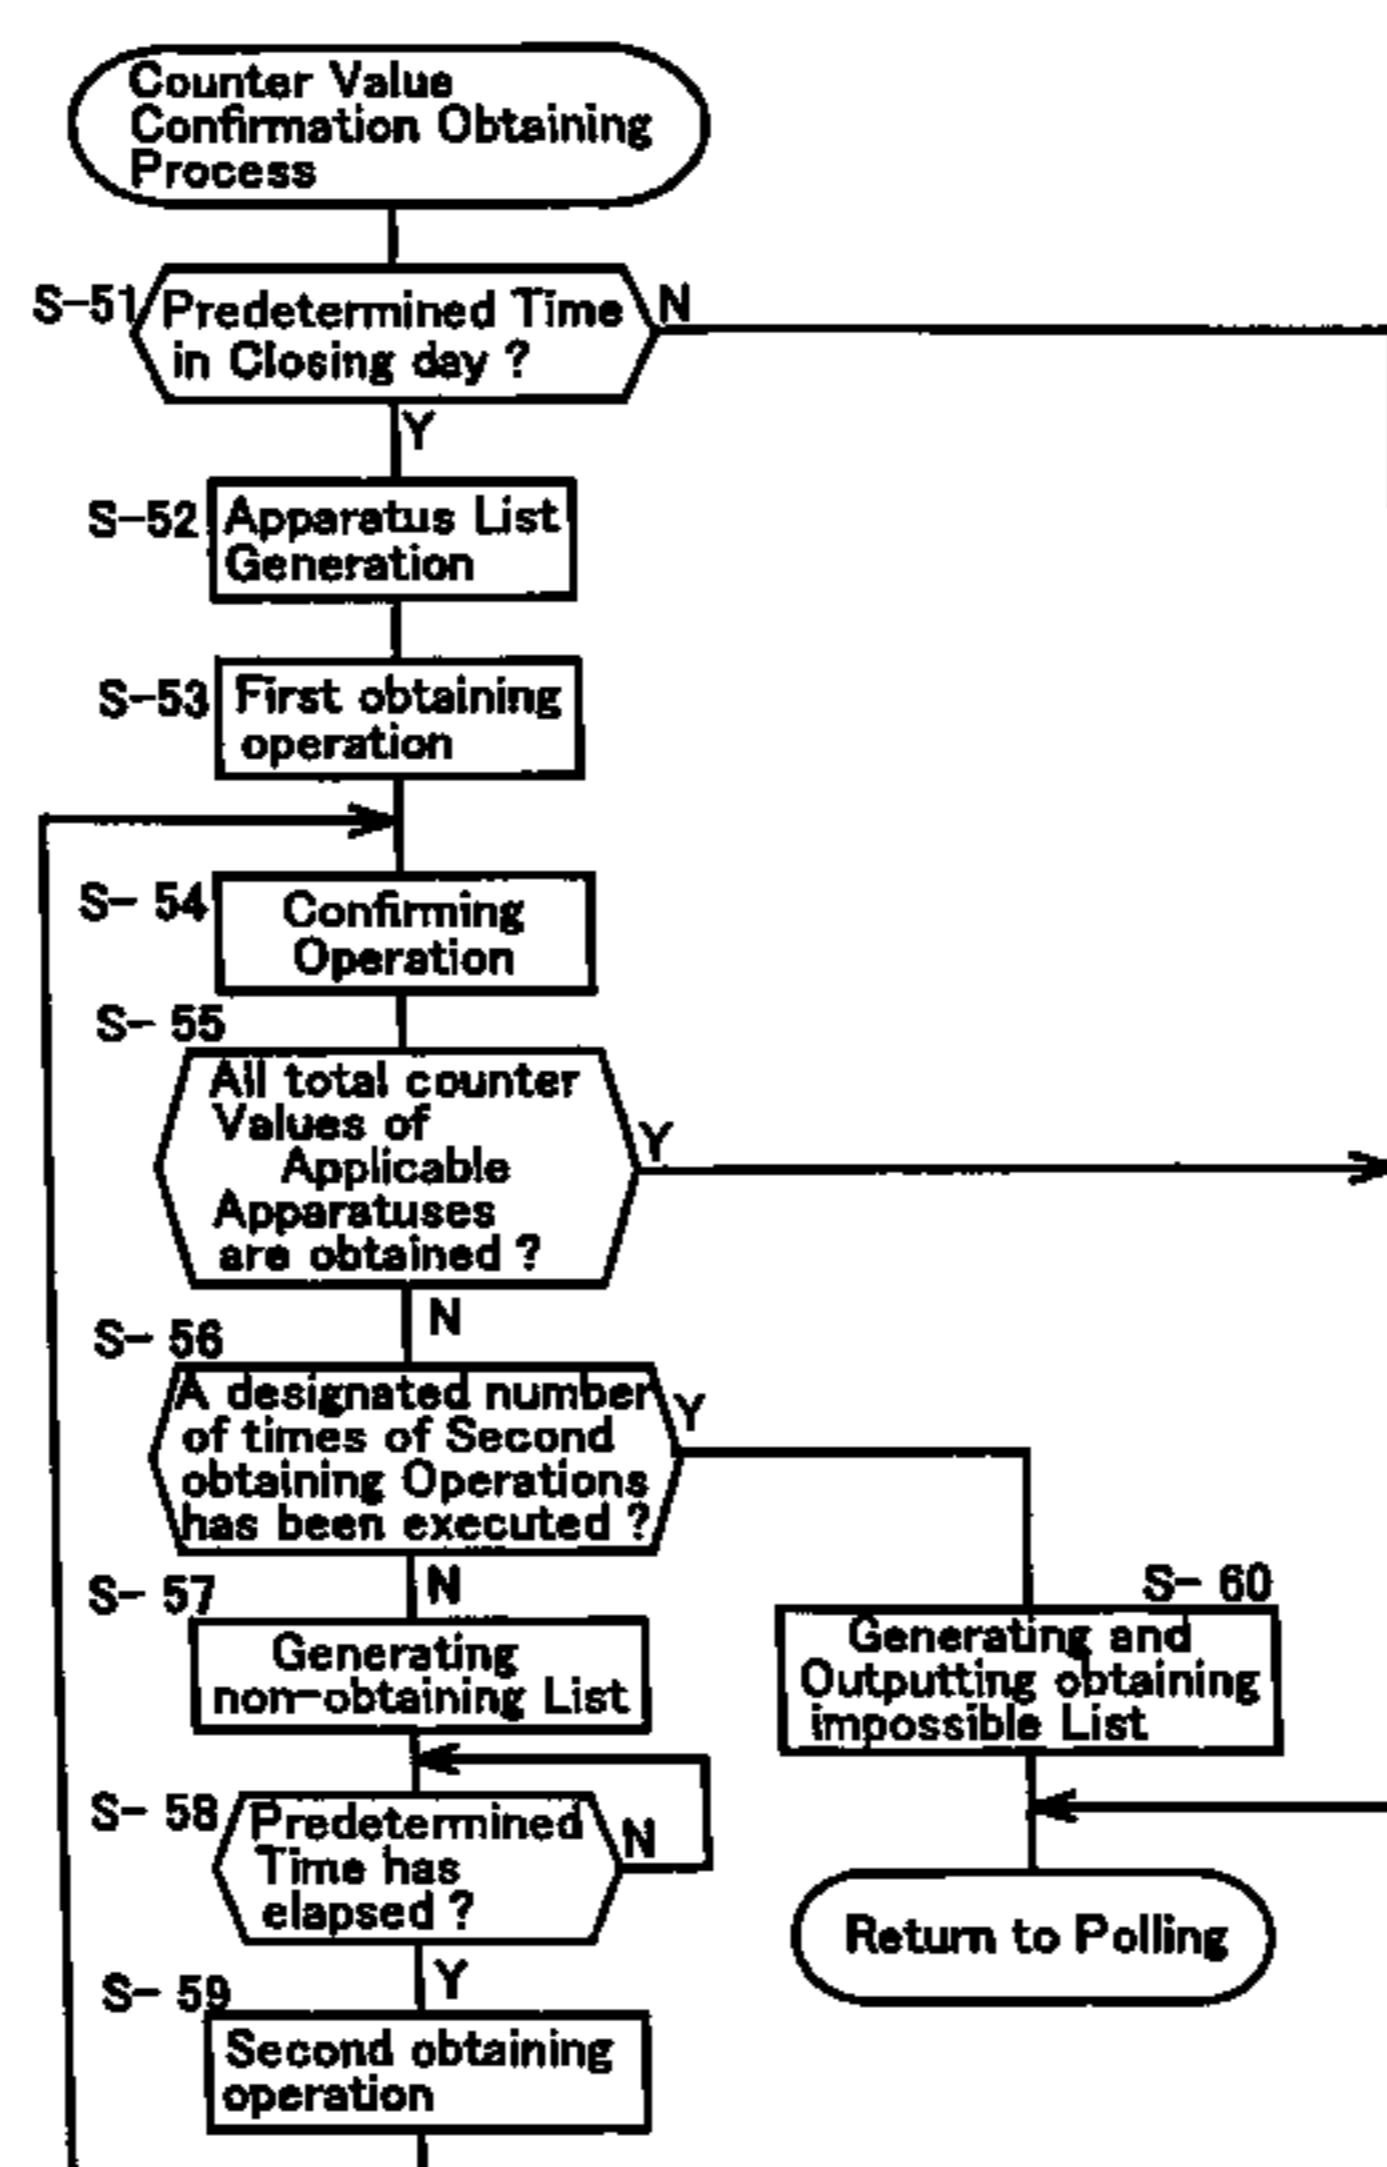 Counter Value
Confirmation Obtaining
Process
S-51
Predetermined Time
in Closing day ?
N
Y
S-52
Apparatus List
Generation
S-53
First obtaining
operation
S- 54
Confirming
Operation
S- 55
All total counter
Values of
Applicable
Apparatuses
are obtained ?
Y
N
S- 56
A designated number
of times of Second
obtaining Operations
has been executed ?
Y
N
S- 57
Generating
non-obtaining List
S- 58
Predetermined
Time has
elapsed ?
N
Y
S- 59
Second obtaining
operation
S- 60
Generating and
Outputting obtaining
impossible List
Return to Polling